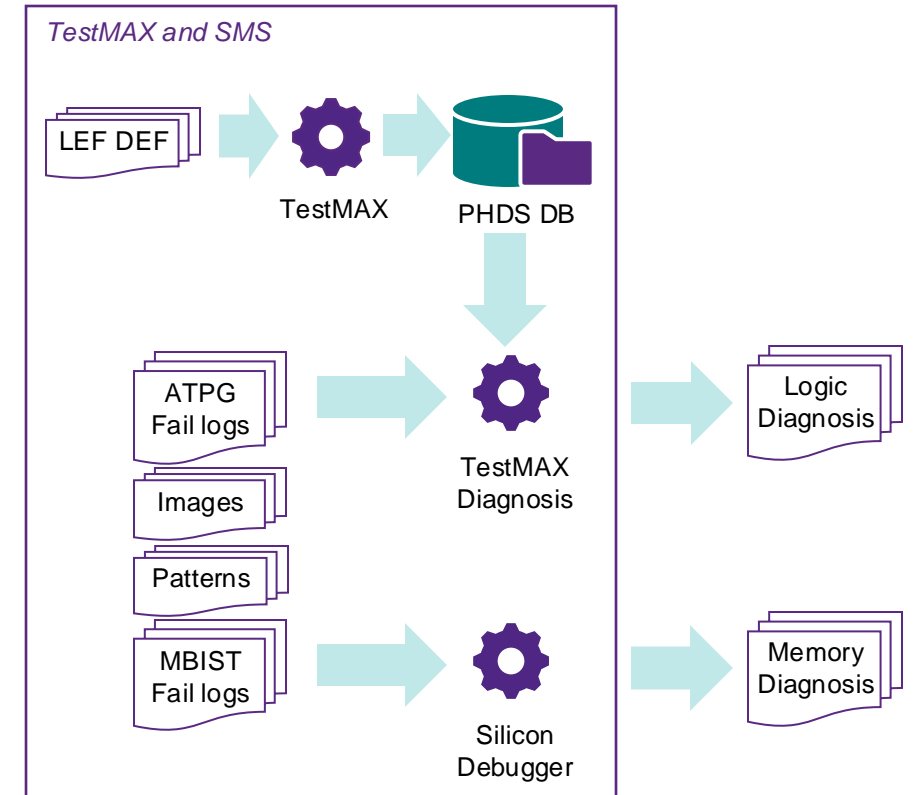 TestMAX and SMS
LEF DEF
TestMAX
PHDS DB
ATPG
Fail logs
Images
Patterns
MBIST
Fail logs
TestMAX
Diagnosis
Silicon
Debugger
Logic
Diagnosis
Memory
Diagnosis